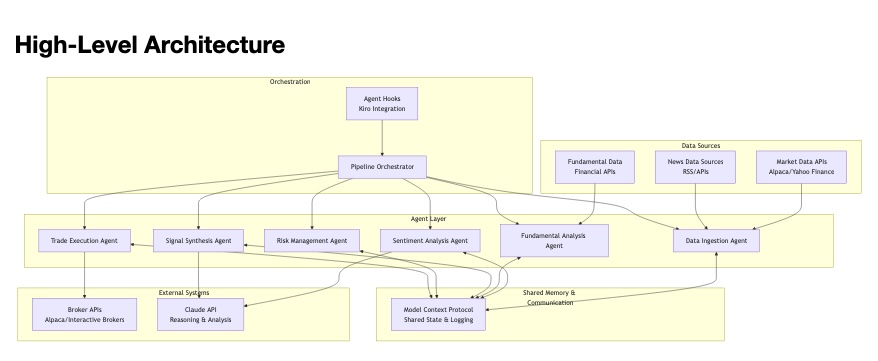 High-Level Architecture
Orchestration
Agent Hooks
Kiro Integration
Pipeline Orchestrator
Data Sources
Fundamental Data
Financial APIs
News Data Sources
RSS/APIs
Market Data APIs
Alpaca/Yahoo Finance
Agent Layer
Trade Execution Agent
Signal Synthesis Agent
Risk Management Agent
Sentiment Analysis Agent
Fundamental Analysis
Agent
Data Ingestion Agent
External Systems
Broker APIs
Alpaca/Interactive Brokers
Claude API
Reasoning & Analysis
Shared Memory &
Communication
Model Context Protocol
Shared State & Logging